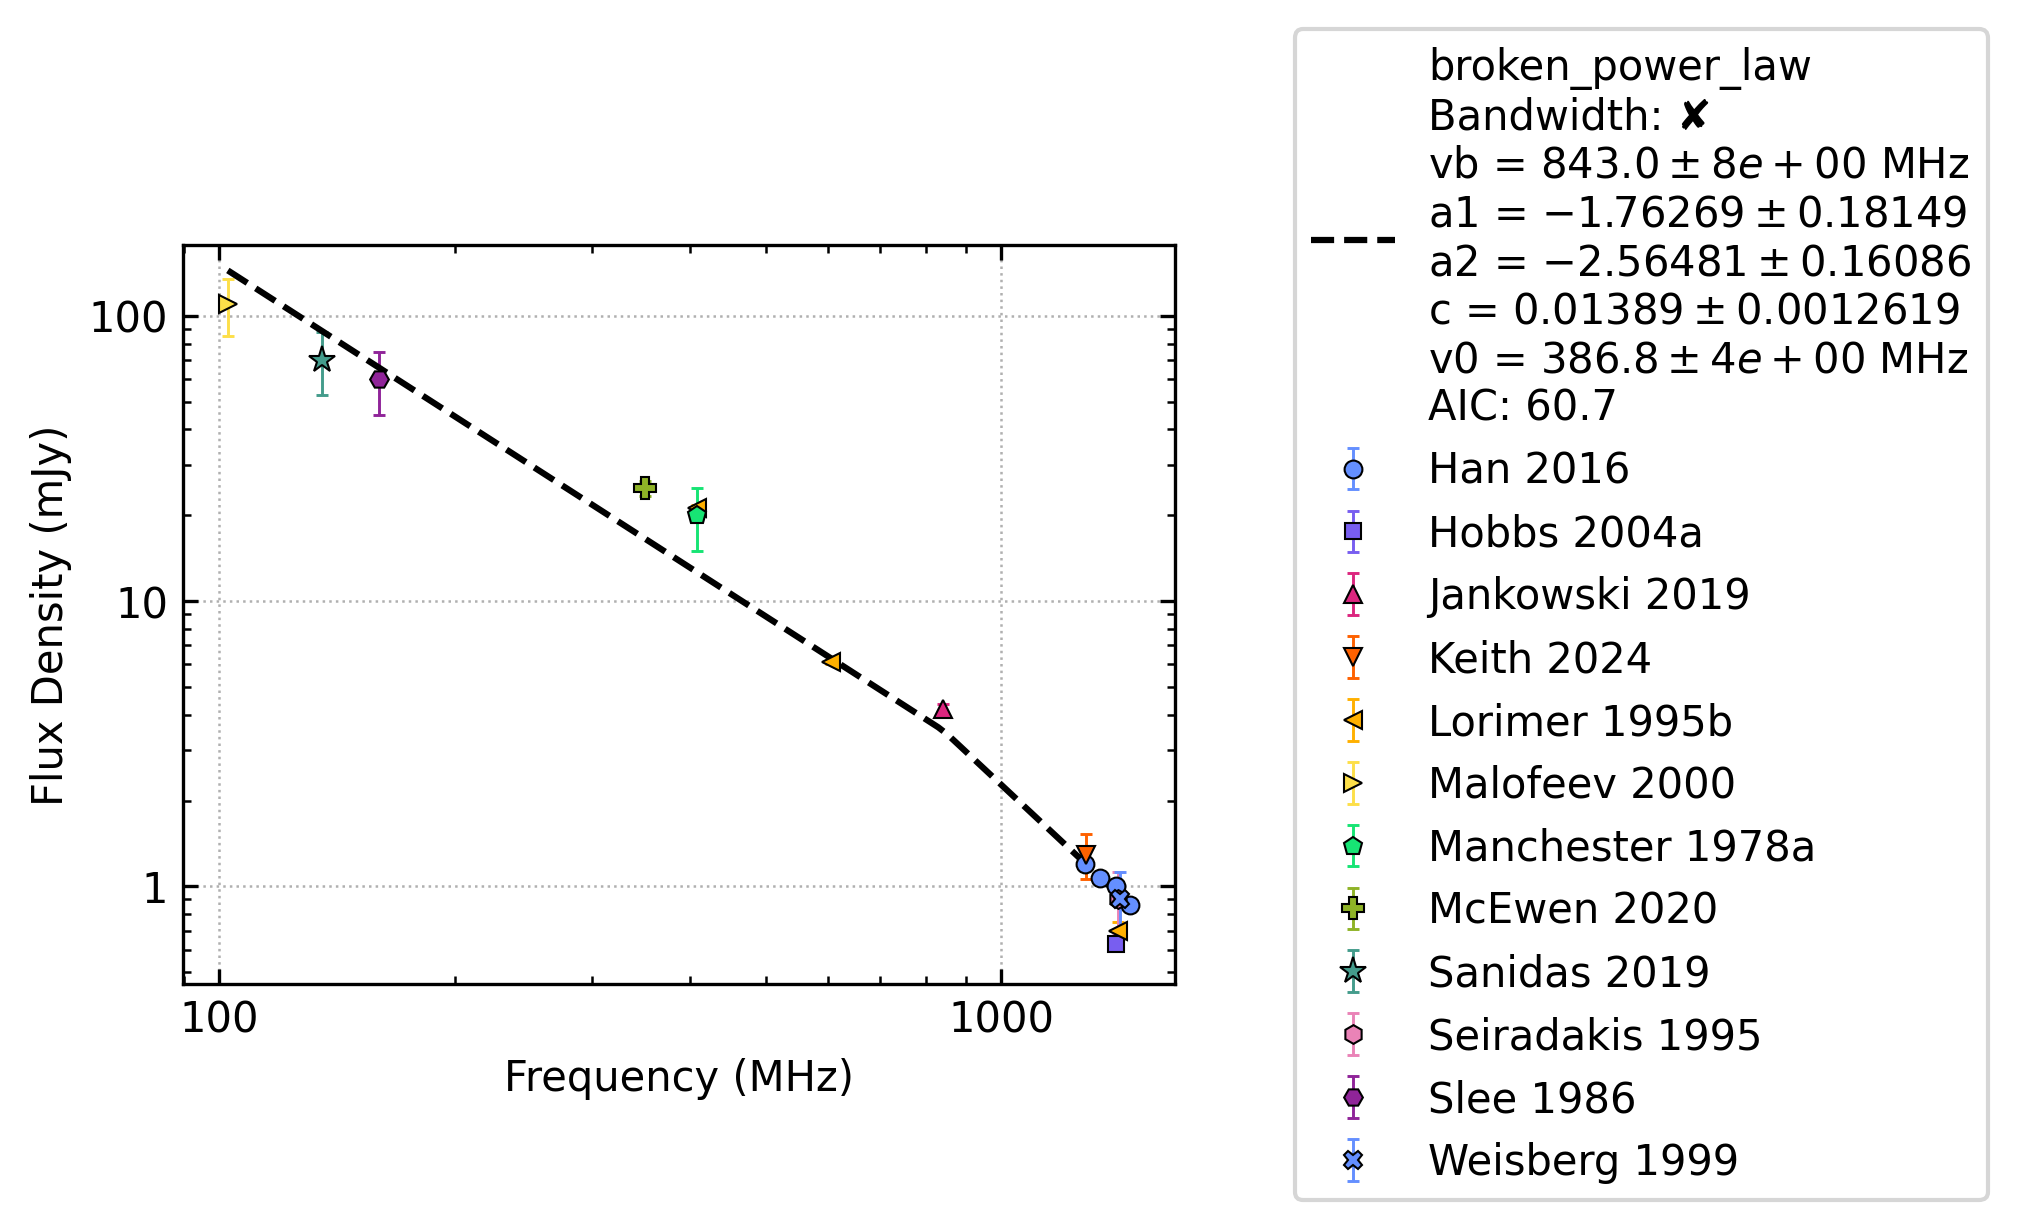 broken_power_law
Bandwidth: ✘
vb = 843.0 ± 8e + 00 MHz
a1 = −1.76269 ± 0.18149
a2 = −2.56481 ± 0.16086
c = 0.01389 ± 0.0012619
v0 = 386.8 ± 4e + 00 MHz
AIC: 60.7
Han 2016
Hobbs 2004a
Jankowski 2019
Keith 2024
Lorimer 1995b
Malofeev 2000
Manchester 1978a
McEwen 2020
Sanidas 2019
Seiradakis 1995
Slee 1986
Weisberg 1999
Flux Density (mJy)
100
10
1
100 1000
Frequency (MHz)